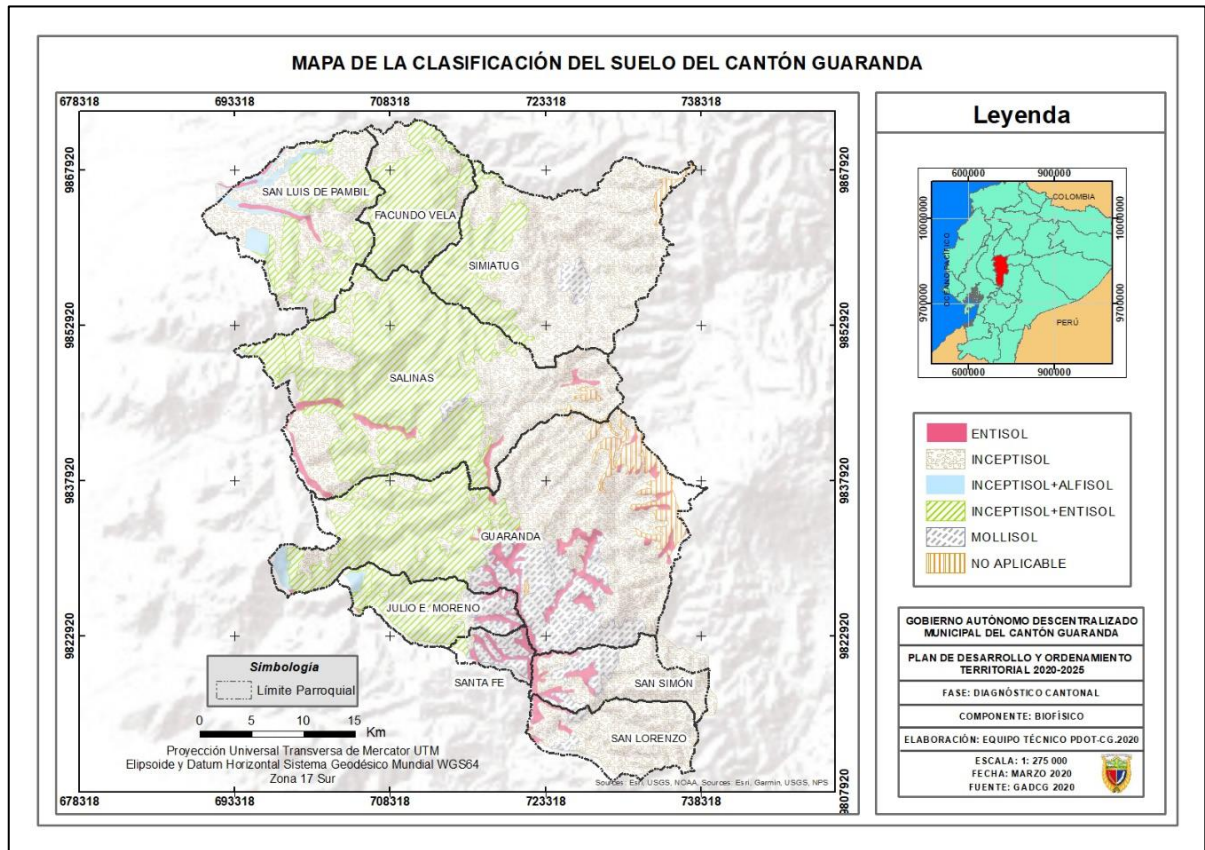 MAPA DE LA CLASIFICACIÓN DEL SUELO DEL CANTÓN GUARANDA
678318 693318 708318 723318 738318
9867920 9867920
9852920 9852920
9837920 9837920
9822920 9822920
9807920
SAN LUIS DE PAMBIL
FACUNDO VELA
SIMIATUG
SALINAS
GUARANDA
JULIO E. MORENO
SANTA FE
SAN SIMÓN
SAN LORENZO
Simbología
Límite Parroquial
0 5 10 15
Km
Proyección Universal Transversa de Mercator UTM
Elipsoide y Datum Horizontal Sistema Geodésico Mundial WGS64
Zona 17 Sur
Sources: Esri, USGS, NOAA, Sources: Esri, Garmin, USGS, NPS
678318 693318 708318 723318 738318
Leyenda
600000 900000
COLOMBIA
10000000 10000000
OCEANO PACÍFICO
9700000 9700000
PERÚ
600000 900000
ENTISOL
INCEPTISOL
INCEPTISOL+ALFISOL
INCEPTISOL+ENTISOL
MOLLISOL
NO APLICABLE
GOBIERNO AUTÓNOMO DESCENTRALIZADO
MUNICIPAL DEL CANTÓN GUARANDA
PLAN DE DESARROLLO Y ORDENAMIENTO
TERRITORIAL 2020-2025
FASE: DIAGNÓSTICO CANTONAL
COMPONENTE: BIOFÍSICO
ELABORACIÓN: EQUIPO TÉCNICO PDOT-CG.2020
ESCALA: 1: 275 000
FECHA: MARZO 2020
FUENTE: GADCG 2020